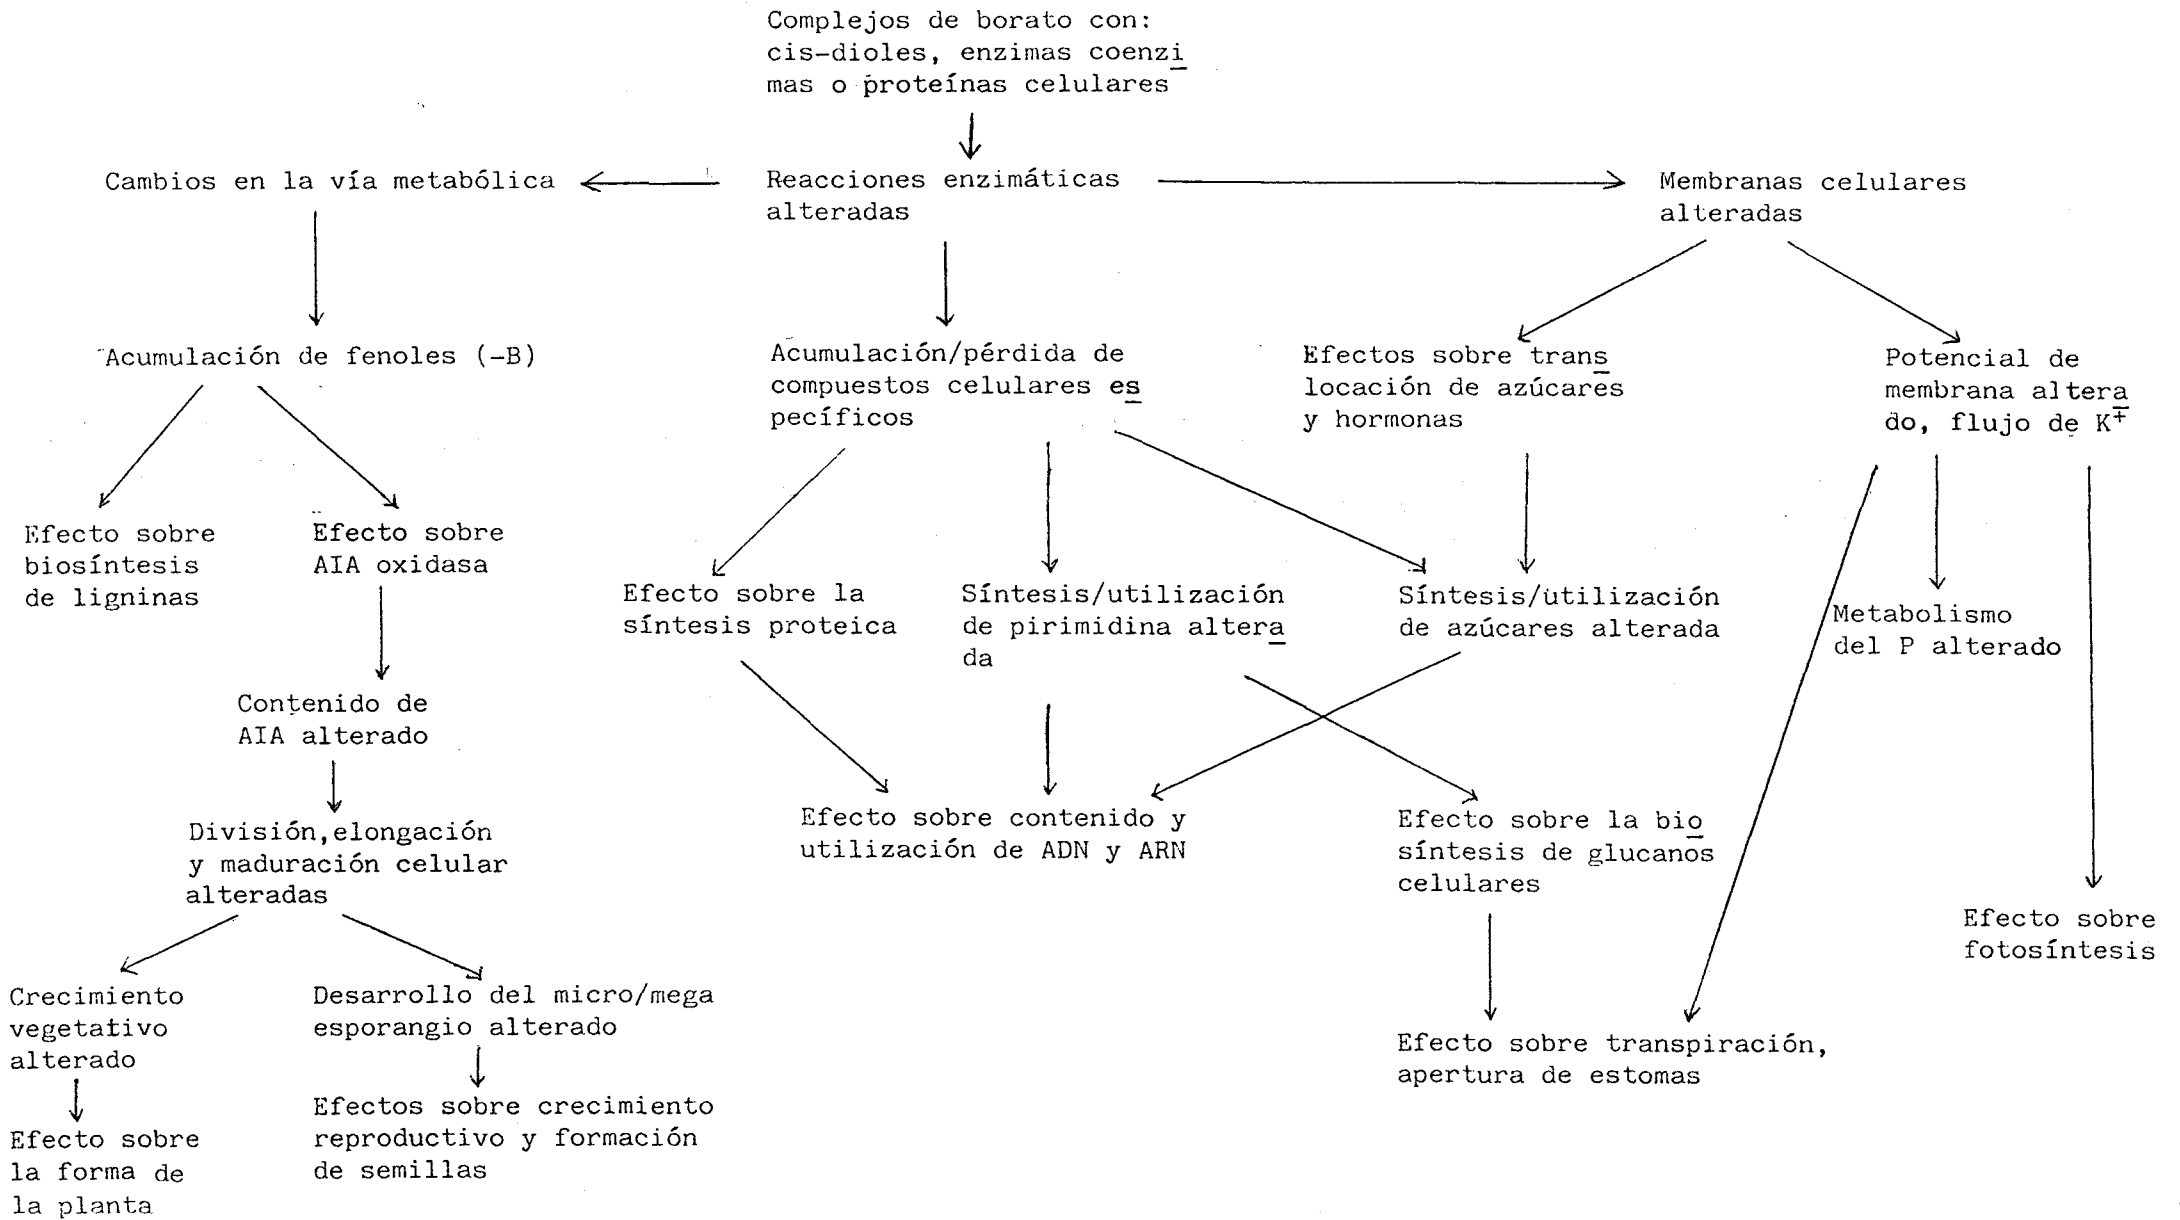 Complejos de borato con:
cis-dioles, enzimas coenzi
mas o proteínas celulares
Cambios en la vía metabólica
Reacciones enzimáticas
alteradas
Membranas celulares
alteradas
Acumulación de fenoles (-B)
Acumulación/pérdida de
compuestos celulares es
pecíficos
Efectos sobre trans
locación de azúcares
y hormonas
Potencial de
membrana altera
do, flujo de K+
Efecto sobre
biosíntesis
de ligninas
Efecto sobre
AIA oxidasa
Efecto sobre la
síntesis proteica
Síntesis/utilización
de pirimidina altera
da
Síntesis/utilización
de azúcares alterada
Metabolismo
del P alterado
Contenido de
AIA alterado
División,elongación
y maduración celular
alteradas
Efecto sobre contenido y
utilización de ADN y ARN
Efecto sobre la bio
síntesis de glucanos
celulares
Efecto sobre
fotosíntesis
Crecimiento
vegetativo
alterado
Desarrollo del micro/mega
esporangio alterado
Efecto sobre transpiración,
apertura de estomas
Efecto sobre
la forma de
la planta
Efectos sobre crecimiento
reproductivo y formación
de semillas